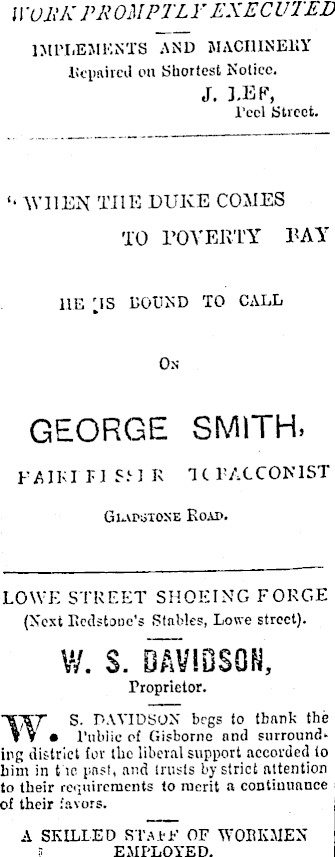 WORK PROMPTLY EXECUTED
IMPLEMENTS AND MACHINERY
Repaired on Shortest Notice.
J. LEE,
Peel Street.
"WHEN THE DUKE COMES
TO POVERTY BAY
HE IS BOUND TO CALL
ON
GEORGE SMITH,
TOBACCONIST
GLADSTONE ROAD.
LOWE STREET SHOEING FORGE
(Next Redstone's Stables, Lowe street).
W. S. DAVIDSON,
Proprietor.
W. S. DAVIDSON begs to thank the
Public of Gisborne and surround-
ing district for the liberal support accorded to
him in the past, and trusts by strict attention
to their requirements to merit a continuance
of their favors.
A SKILLED STAFF OF WORKMEN
EMPLOYED.